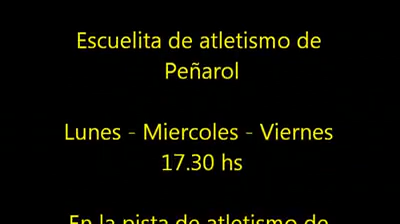 Escuelita de atletismo de
Peñarol
Lunes - Miercoles - Viernes
17.30 hs
En la pista de atletismo de